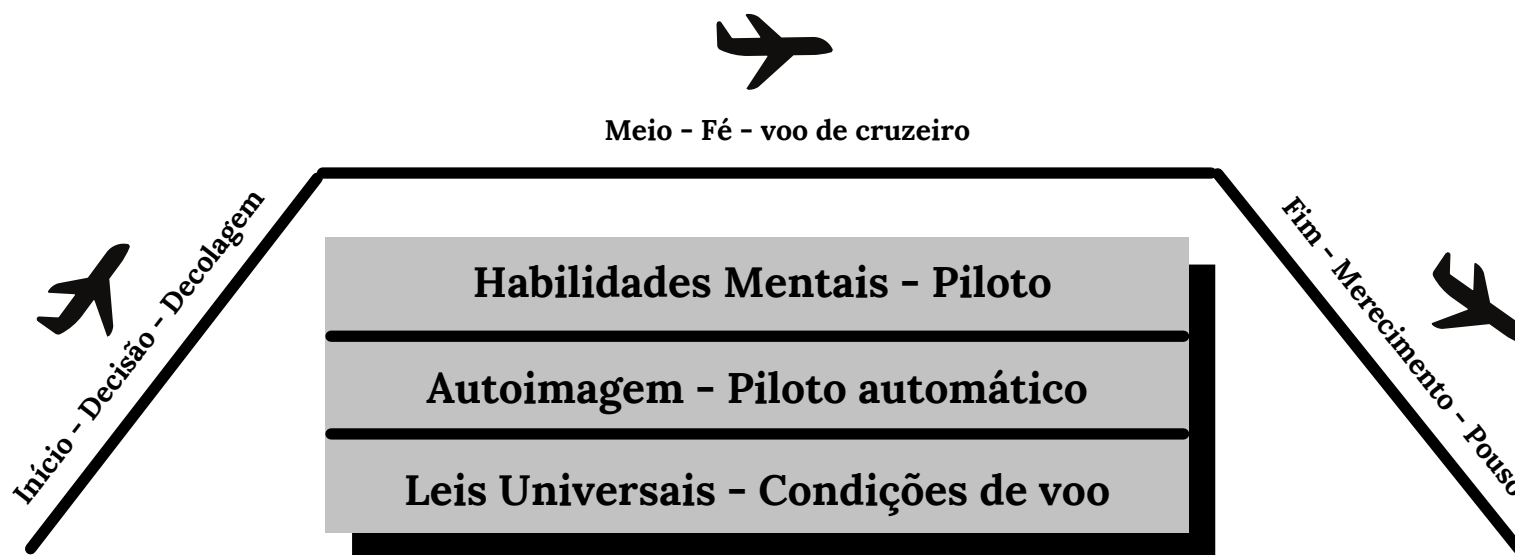 Meio - Fé - voo de cruzeiro
Início - Decisão - Decolagem
Fim - Merecimento - Pouso
Habilidades Mentais - Piloto
Autoimagem - Piloto automático
Leis Universais - Condições de voo